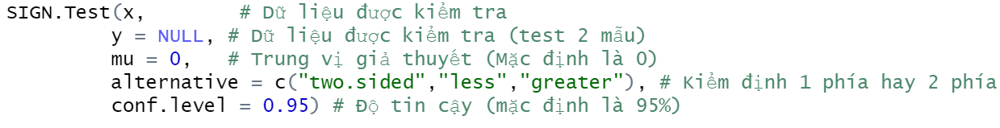 SIGN.Test(x,       # Dữ liệu được kiểm tra
          y = NULL, # Dữ liệu được kiểm tra (test 2 mẫu)
          mu = 0,   # Trung vị giả thuyết (Mặc định là 0)
          alternative = c("two.sided","less","greater"), # Kiểm định 1 phía hay 2 phía
          conf.level = 0.95) # Độ tin cậy (mặc định là 95%)